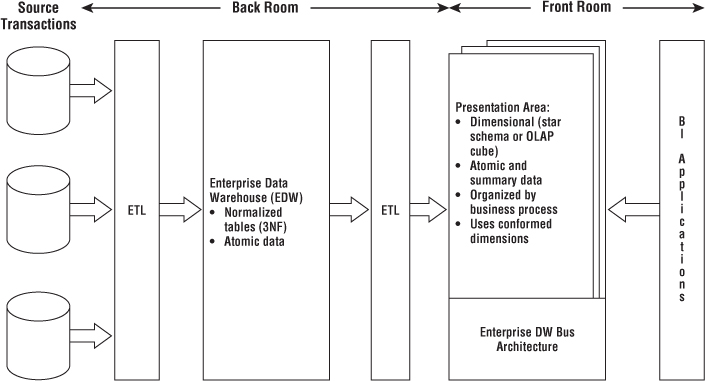 Source
Transactions
Back Room
Front Room
ETL
Enterprise Data
Warehouse (EDW)
• Normalized
tables (3NF)
• Atomic data
ETL
Presentation Area:
• Dimensional (star
schema or OLAP
cube)
• Atomic and
summary data
• Organized by
business process
• Uses conformed
dimensions
Enterprise DW Bus
Architecture
BI Applications